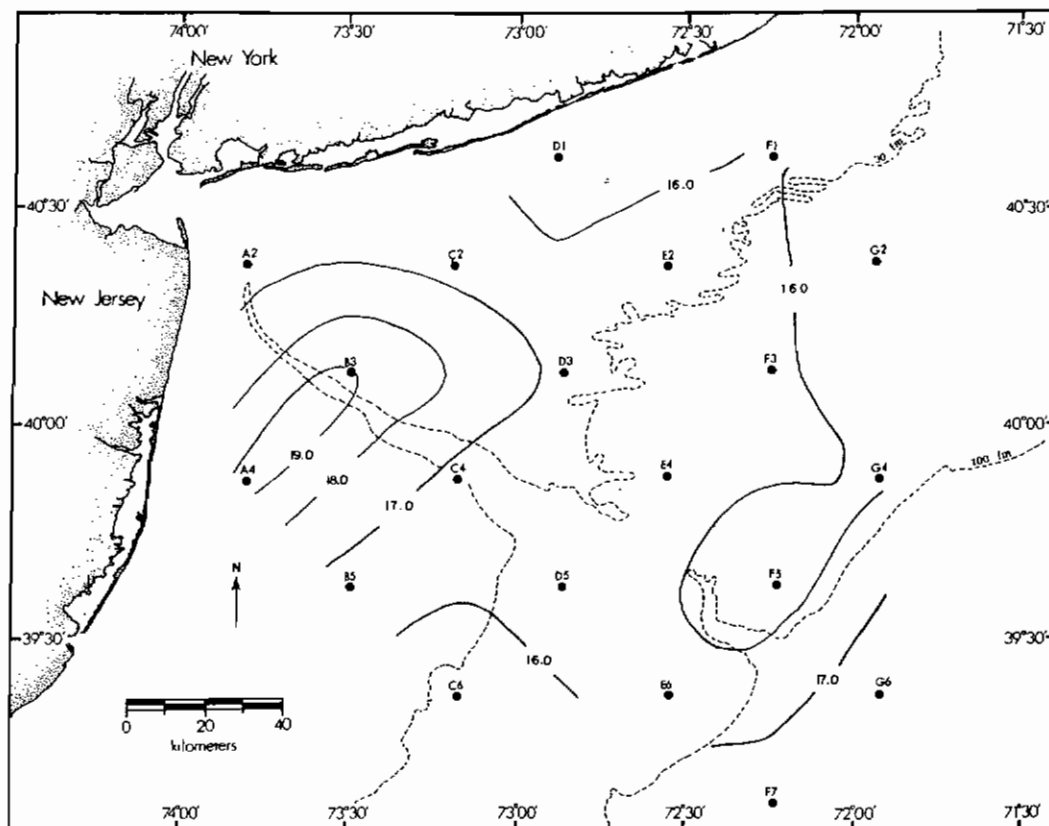 74°00' 73°30' 73°00' 72°30' 72°00' 71°30'
New York
D1 F1
30 fm
16.0
40°30' 40°30'
A2 C2 E2 G2
New Jersey
16.0
B3 D3 F3
40°00' 40°00'
19.0
100 fm
A4 18.0 C4 E4 G4
17.0
N
B5 D5 F5
39°30' 39°30'
16.0
17.0
C6 E6 G6
0 20 40
kilometers
F7
74°00' 73°30' 73°00' 72°30' 72°00' 71°30'